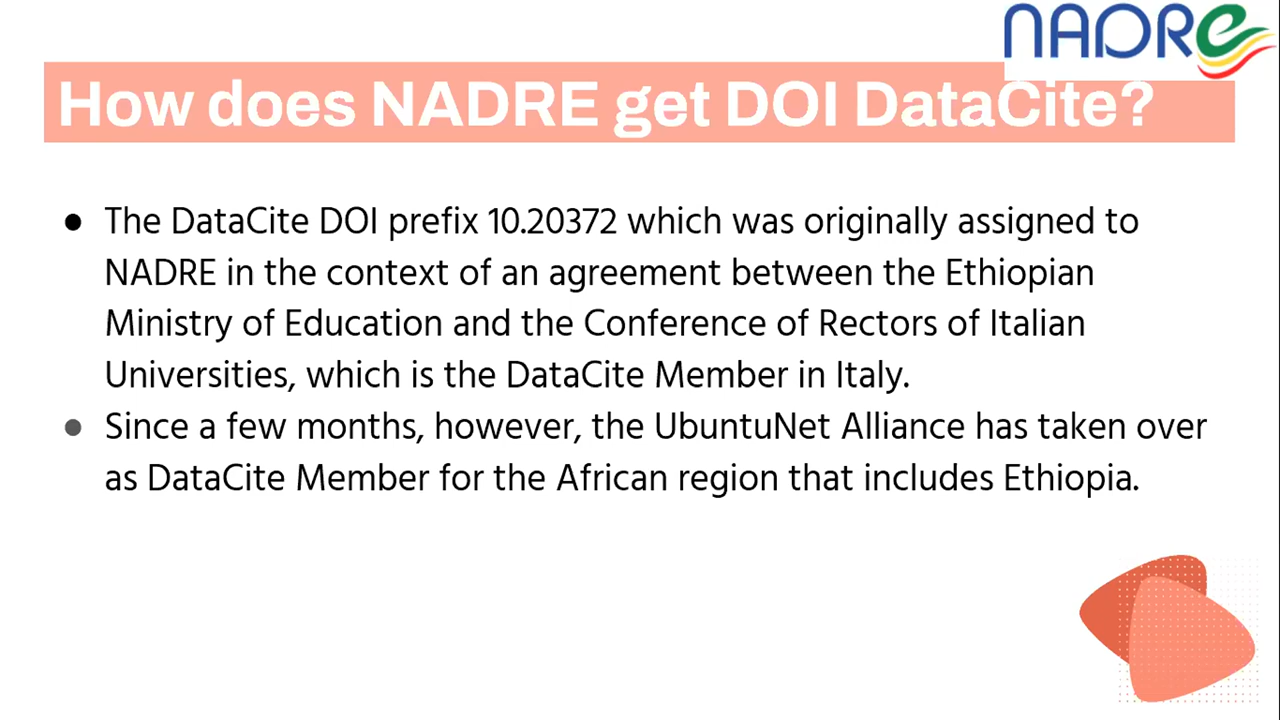 NADRe
How does NADRE get DOI DataCite?
● The DataCite DOI prefix 10.20372 which was originally assigned to
NADRE in the context of an agreement between the Ethiopian
Ministry of Education and the Conference of Rectors of Italian
Universities, which is the DataCite Member in Italy.
● Since a few months, however, the UbuntuNet Alliance has taken over
as DataCite Member for the African region that includes Ethiopia.